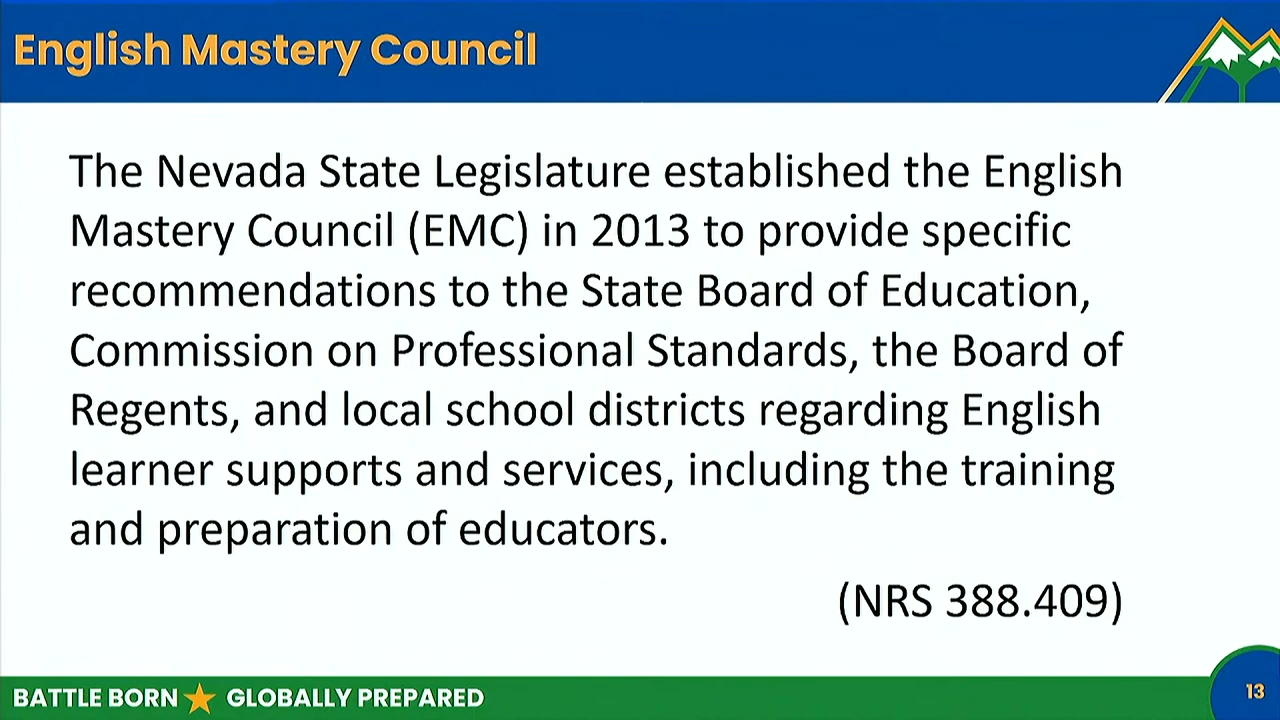 English Mastery Council
The Nevada State Legislature established the English
Mastery Council (EMC) in 2013 to provide specific
recommendations to the State Board of Education,
Commission on Professional Standards, the Board of
Regents, and local school districts regarding English
learner supports and services, including the training
and preparation of educators.
(NRS 388.409)
BATTLE BORN GLOBALLY PREPARED
13